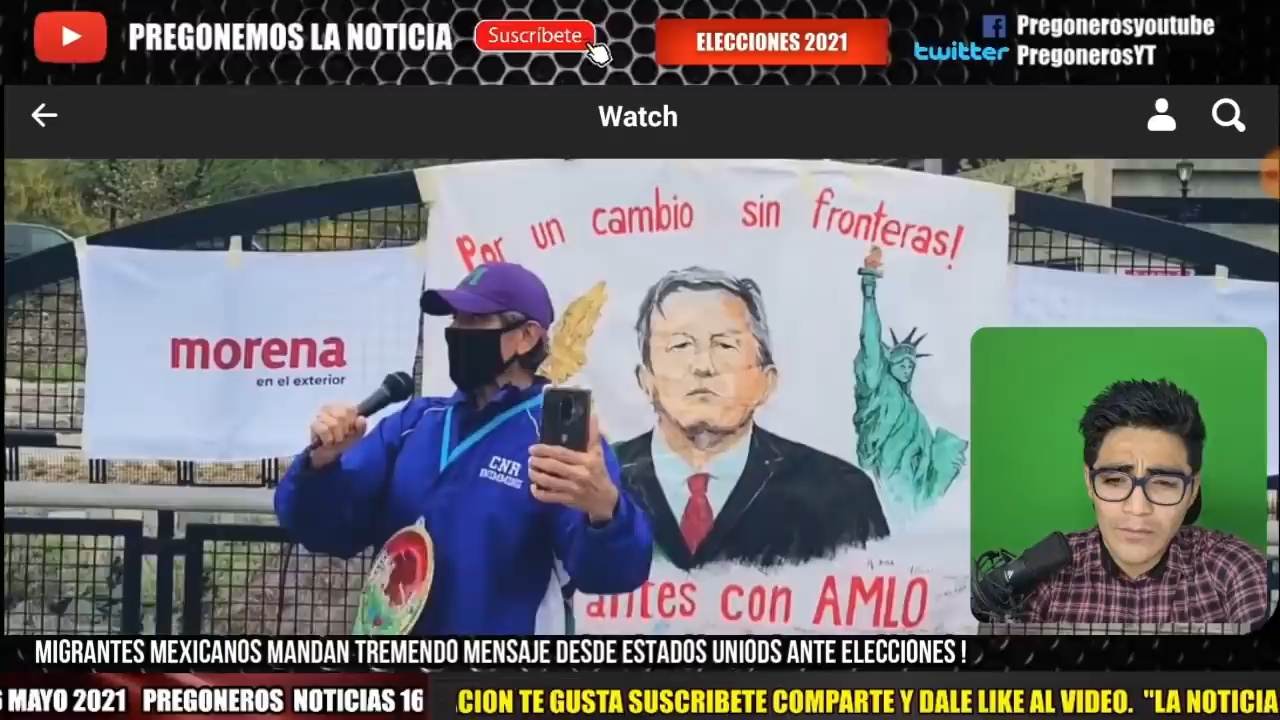 PREGONEMOS LA NOTICIA
Suscríbete
ELECCIONES 2021
Pregonerosyoutube
twitter PregonerosYT
Watch
Por un cambio sin fronteras!
morena
en el exterior
CNR
SWIMMING
antes con AMLO
MIGRANTES MEXICANOS MANDAN TREMENDO MENSAJE DESDE ESTADOS UNIODS ANTE ELECCIONES !
MAYO 2021 PREGONEROS NOTICIAS 16
CION TE GUSTA SUSCRIBETE COMPARTE Y DALE LIKE AL VIDEO. "LA NOTICIA